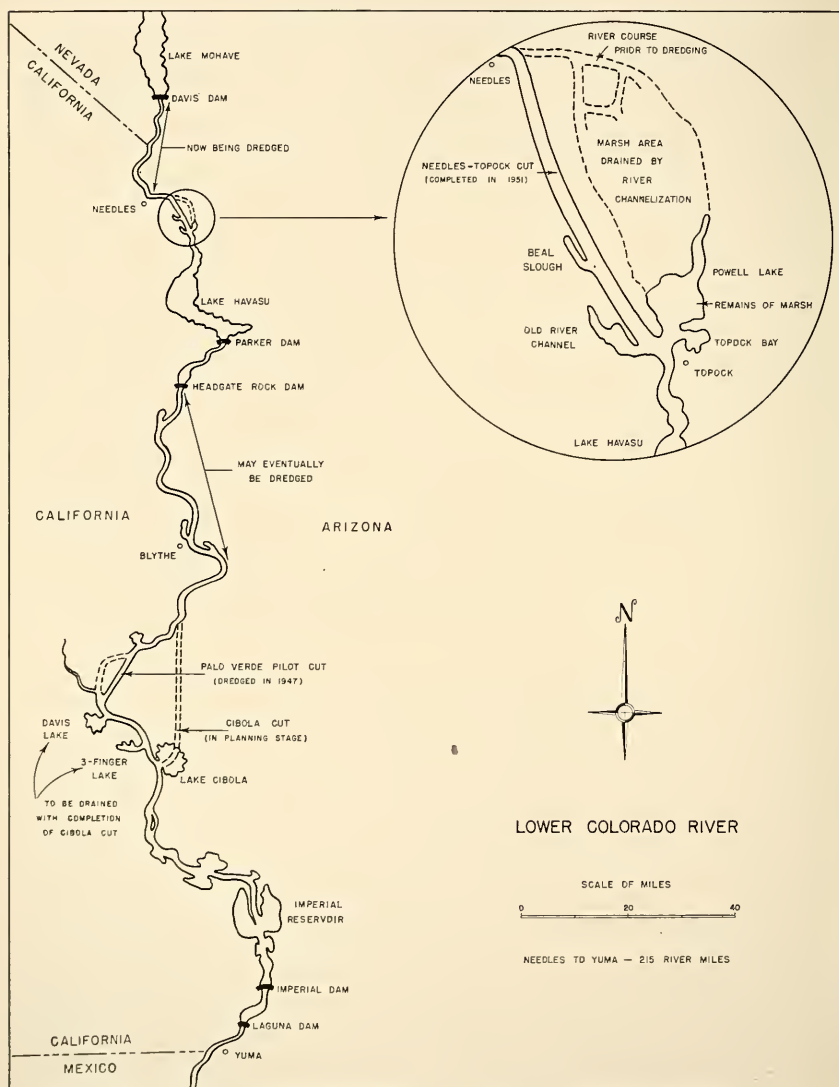 LAKE MOHAVE
NEVADA
CALIFORNIA
DAVIS DAM
NOW BEING DREDGED
NEEDLES
LAKE HAVASU
PARKER DAM
HEADGATE ROCK DAM
MAY EVENTUALLY
BE DREDGED
CALIFORNIA
ARIZONA
BLYTHE
PALO VERDE PILOT CUT
(DREDGED IN 1947)
DAVIS
LAKE
CIBOLA CUT
(IN PLANNING STAGE)
3-FINGER
LAKE
LAKE CIBOLA
TO BE DRAINED
WITH COMPLETION
OF CIBOLA CUT
IMPERIAL
RESERVOIR
IMPERIAL DAM
LAGUNA DAM
CALIFORNIA
MEXICO
YUMA
RIVER COURSE
PRIOR TO DREDGING
NEEDLES
NEEDLES-TOPOCK CUT
(COMPLETED IN 1951)
MARSH AREA
DRAINED BY
RIVER
CHANNELIZATION
BEAL
SLOUGH
POWELL LAKE
REMAINS OF MARSH
OLD RIVER
CHANNEL
TOPOCK BAY
TOPOCK
LAKE HAVASU
N
LOWER COLORADO RIVER
SCALE OF MILES
0 20 40
NEEDLES TO YUMA — 215 RIVER MILES